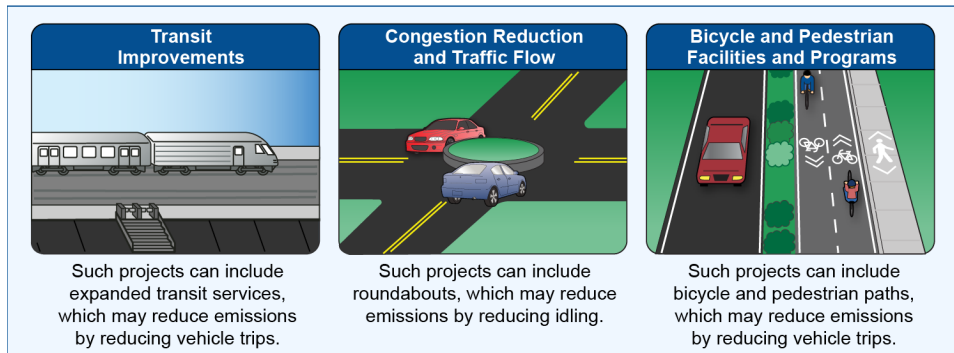 Transit
Improvements
Such projects can include
expanded transit services,
which may reduce emissions
by reducing vehicle trips.
Congestion Reduction
and Traffic Flow
Such projects can include
roundabouts, which may reduce
emissions by reducing idling.
Bicycle and Pedestrian
Facilities and Programs
Such projects can include
bicycle and pedestrian paths,
which may reduce emissions
by reducing vehicle trips.